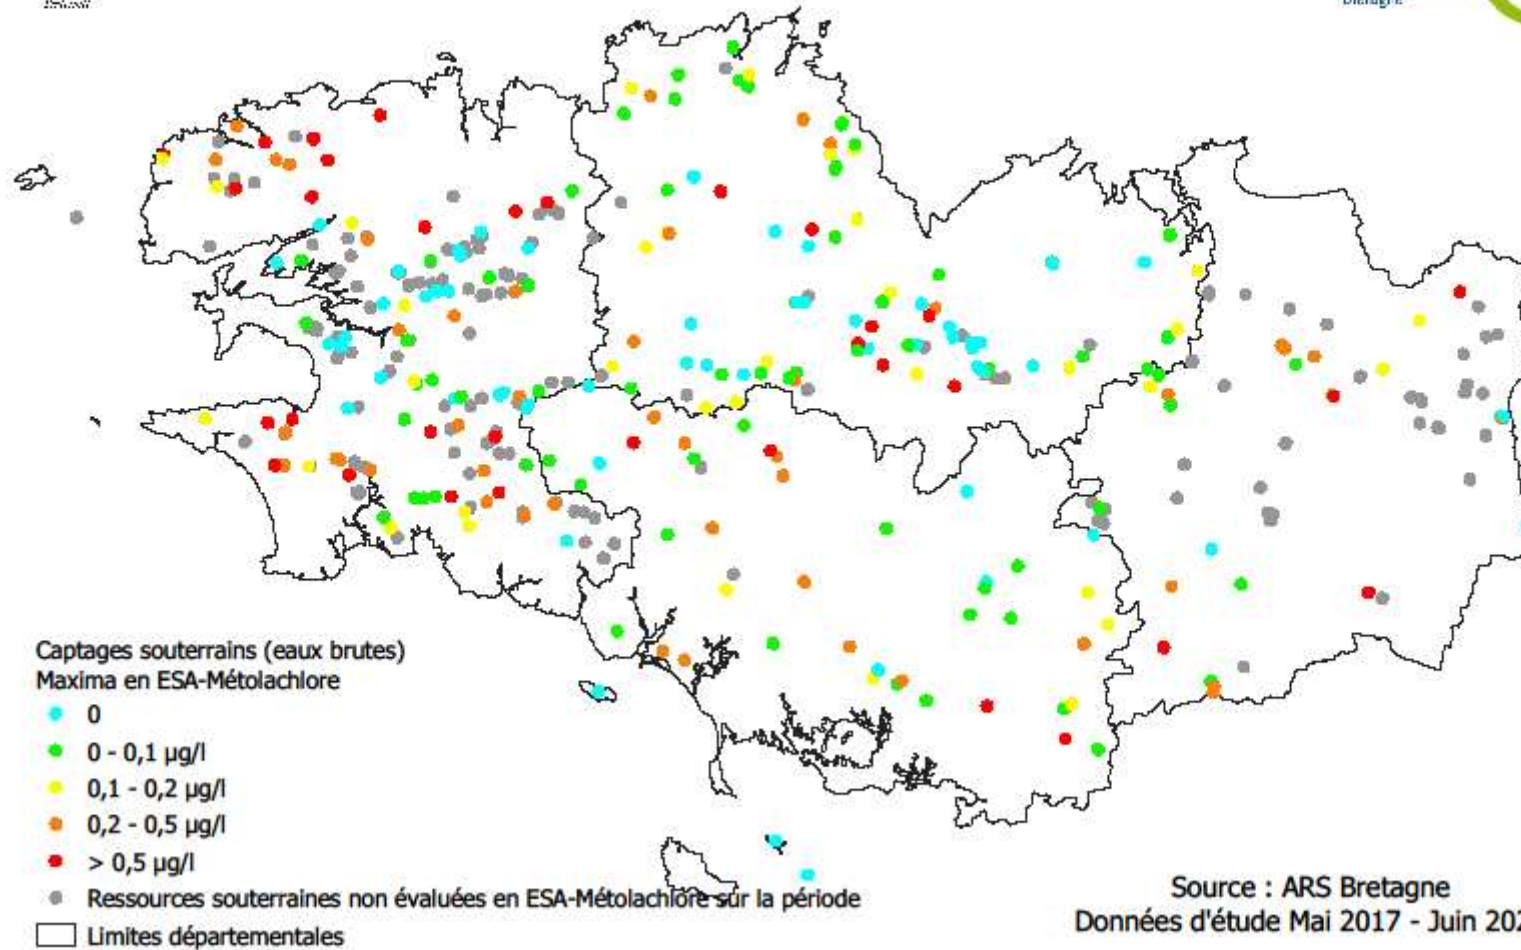 Bretagne
Captages souterrains (eaux brutes)
Maxima en ESA-Métolachlore
0
0 - 0,1 µg/l
0,1 - 0,2 µg/l
0,2 - 0,5 µg/l
> 0,5 µg/l
Ressources souterraines non évaluées en ESA-Métolachlore sur la période
Limites départementales
Source : ARS Bretagne
Données d'étude Mai 2017 - Juin 202